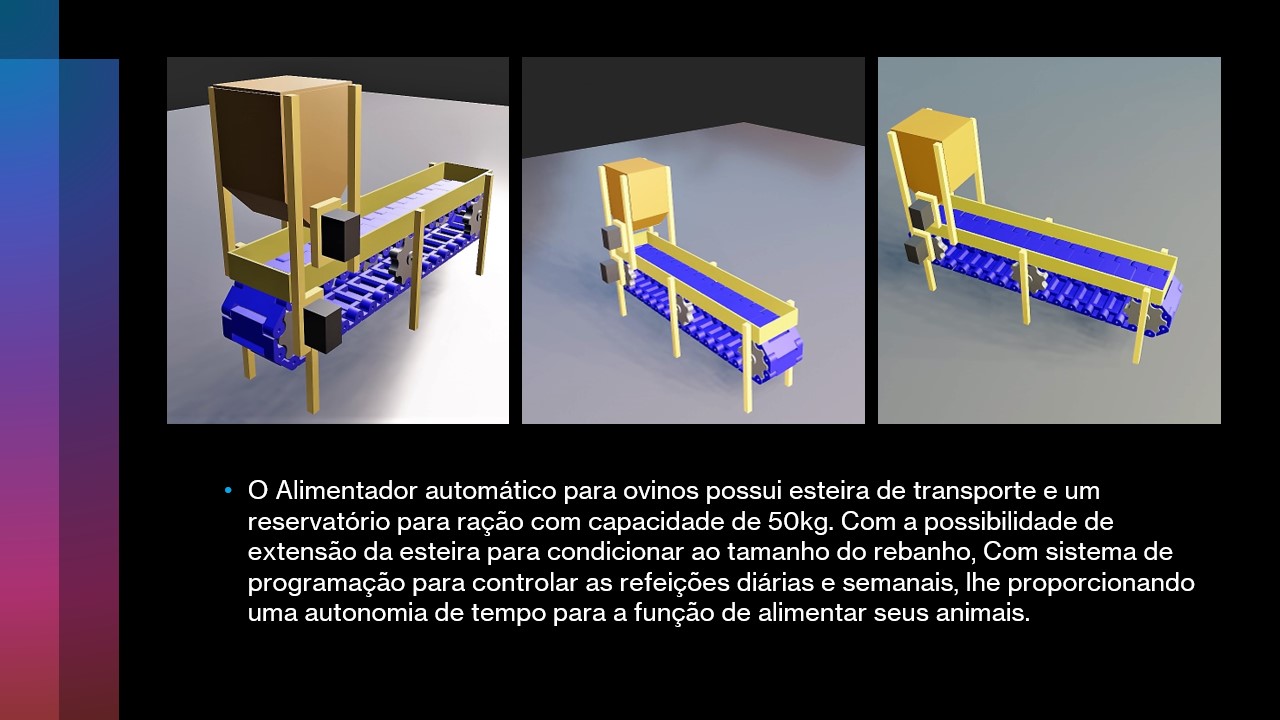 • O Alimentador automático para ovinos possui esteira de transporte e um
reservatório para ração com capacidade de 50kg. Com a possibilidade de
extensão da esteira para condicionar ao tamanho do rebanho, Com sistema de
programação para controlar as refeições diárias e semanais, lhe proporcionando
uma autonomia de tempo para a função de alimentar seus animais.